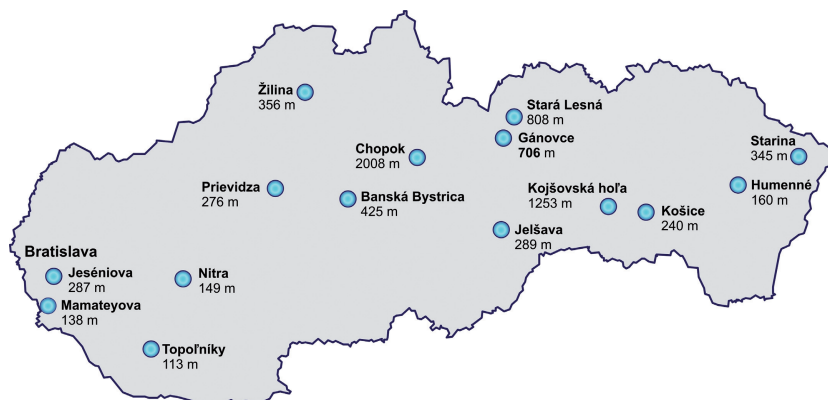 Žilina
356 m
Stará Lesná
808 m
Gánovce
706 m
Chopok
2008 m
Starina
345 m
Prievidza
276 m
Banská Bystrica
425 m
Kojšovská hoľa
1253 m
Humenné
160 m
Košice
240 m
Jelšava
289 m
Bratislava
Jeséniova
287 m
Nitra
149 m
Mamateyova
138 m
Topoľníky
113 m